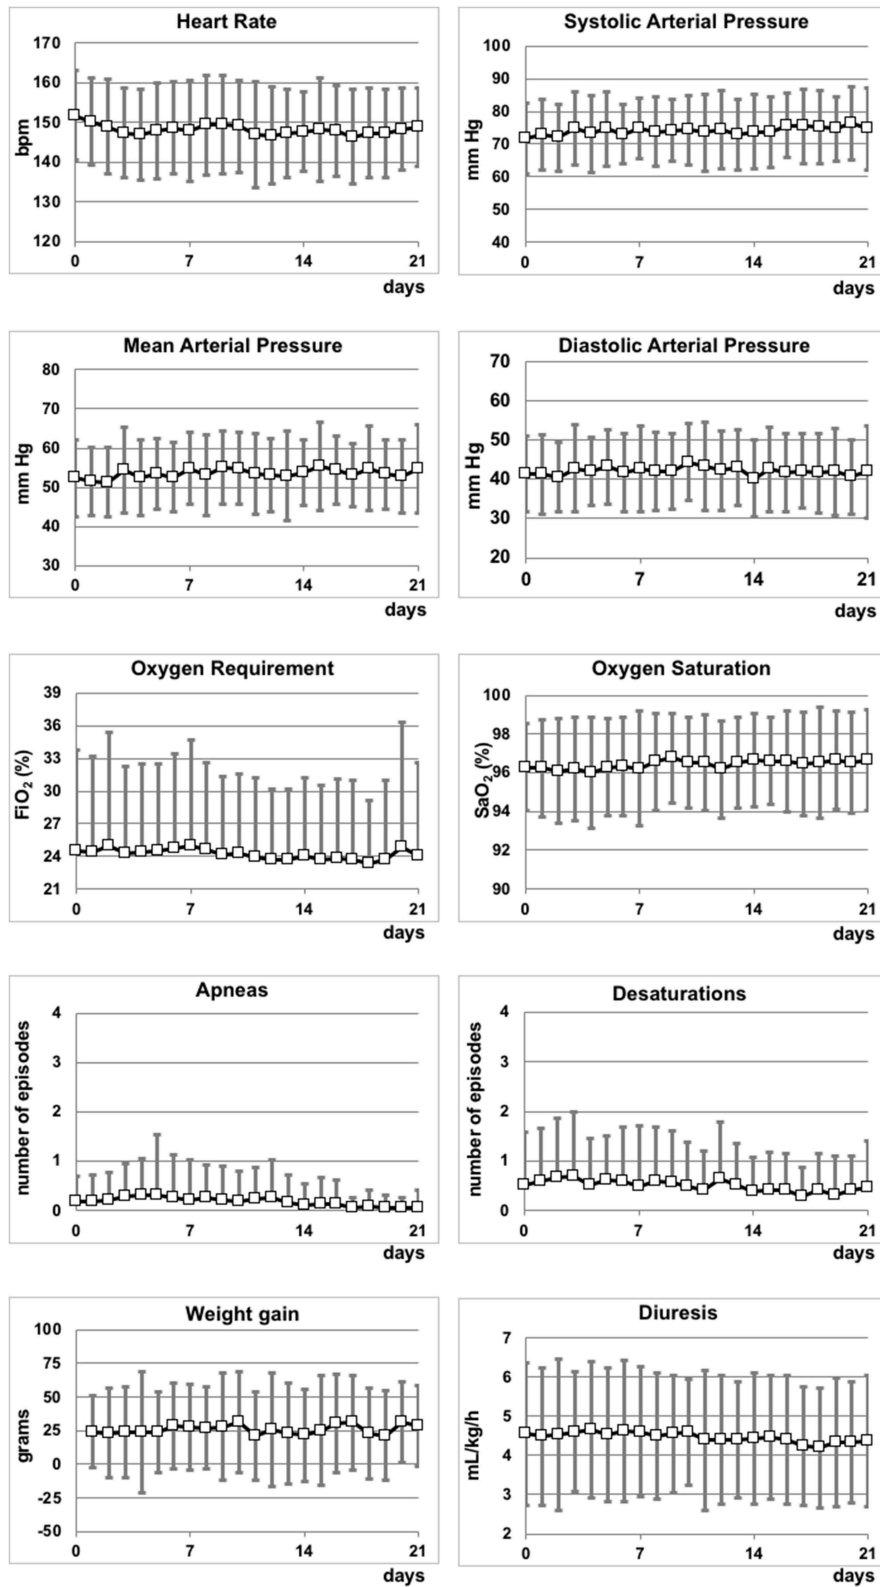 Heart Rate
bpm
170
160
150
140
130
120
0 7 14 21
days
Systolic Arterial Pressure
mm Hg
100
90
80
70
60
50
40
0 7 14 21
days
Mean Arterial Pressure
mm Hg
80
70
60
50
40
30
0 7 14 21
days
Diastolic Arterial Pressure
mm Hg
70
60
50
40
30
20
0 7 14 21
days
Oxygen Requirement
FiO₂ (%)
39
36
33
30
27
24
21
0 7 14 21
days
Oxygen Saturation
SaO₂ (%)
100
98
96
94
92
90
0 7 14 21
days
Apneas
number of episodes
4
3
2
1
0
0 7 14 21
days
Desaturations
number of episodes
4
3
2
1
0
0 7 14 21
days
Weight gain
grams
100
75
50
25
0
-25
-50
0 7 14 21
days
Diuresis
mL/kg/h
7
6
5
4
3
2
0 7 14 21
days